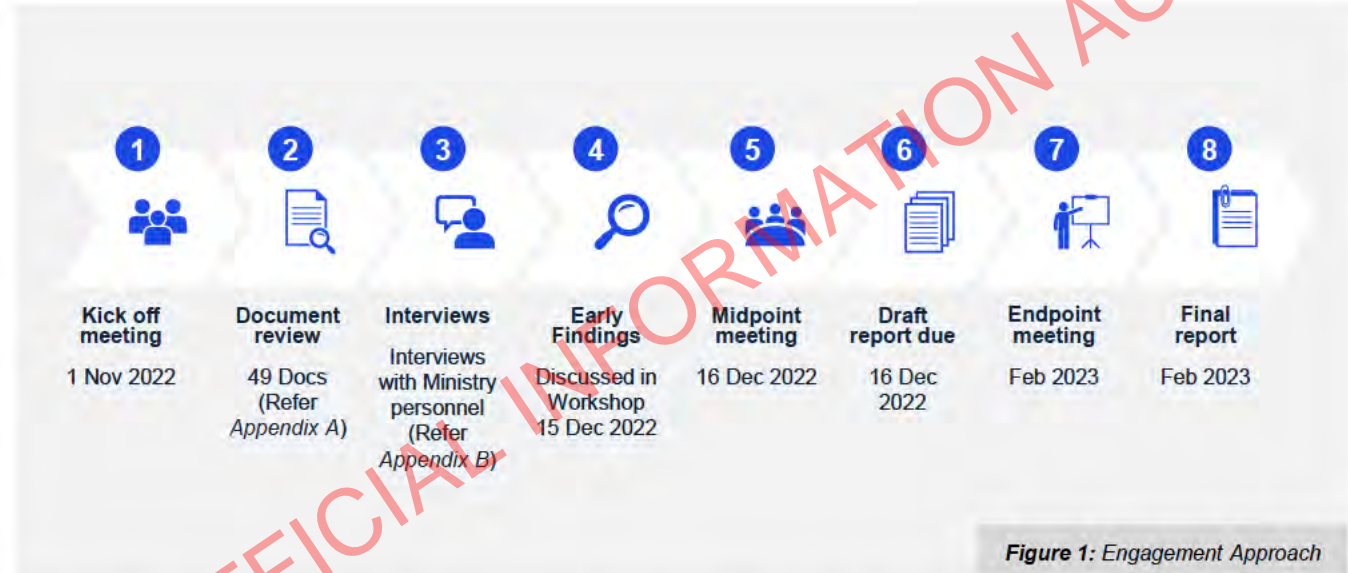 1
2
3
4
5
6
7
8
Kick off
meeting
1 Nov 2022
Document
review
49 Docs
(Refer
Appendix A)
Interviews
Interviews
with Ministry
personnel
(Refer
Appendix B)
Early
Findings
Discussed in
Workshop
15 Dec 2022
Midpoint
meeting
16 Dec 2022
Draft
report due
16 Dec
2022
Endpoint
meeting
Feb 2023
Final
report
Feb 2023
Figure 1: Engagement Approach
INFORMATION